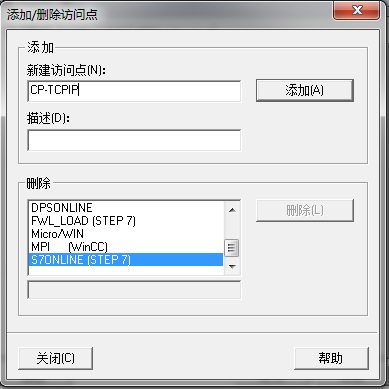 添加/删除访问点
添加
新建访问点(N):
CP-TCPIP
添加(A)
描述(D):
删除
DPSONLINE
FWL_LOAD (STEP 7)
Micro/WIN
MPI (WinCC)
S7ONLINE (STEP 7)
删除(L)
关闭(C)
帮助